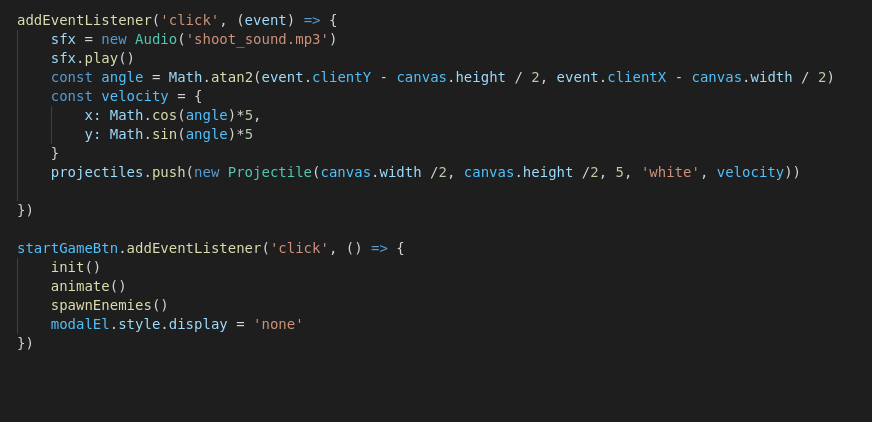 addEventListener('click', (event) => {
    sfx = new Audio('shoot_sound.mp3')
    sfx.play()
    const angle = Math.atan2(event.clientY - canvas.height / 2, event.clientX - canvas.width / 2)
    const velocity = {
        x: Math.cos(angle)*5,
        y: Math.sin(angle)*5
    }
    projectiles.push(new Projectile(canvas.width /2, canvas.height /2, 5, 'white', velocity))

})

startGameBtn.addEventListener('click', () => {
    init()
    animate()
    spawnEnemies()
    modalEl.style.display = 'none'
})